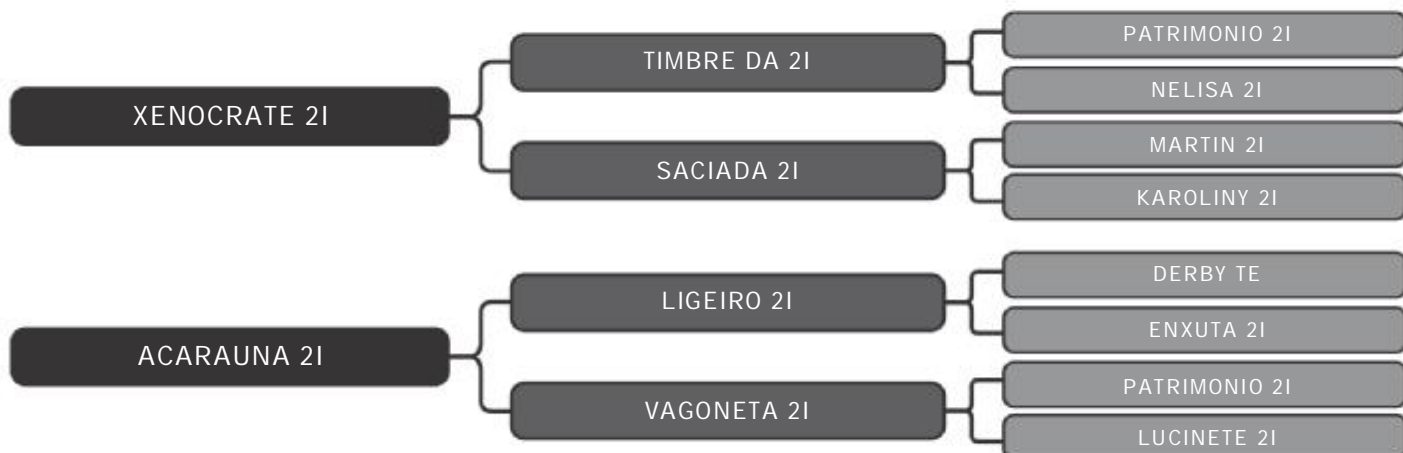 PATRIMONIO 2I
TIMBRE DA 2I
NELISA 2I
XENOCRATE 2I
MARTIN 2I
SACIADA 2I
KAROLINY 2I
DERBY TE
LIGEIRO 2I
ENXUTA 2I
ACARAUNA 2I
PATRIMONIO 2I
VAGONETA 2I
LUCINETE 2I